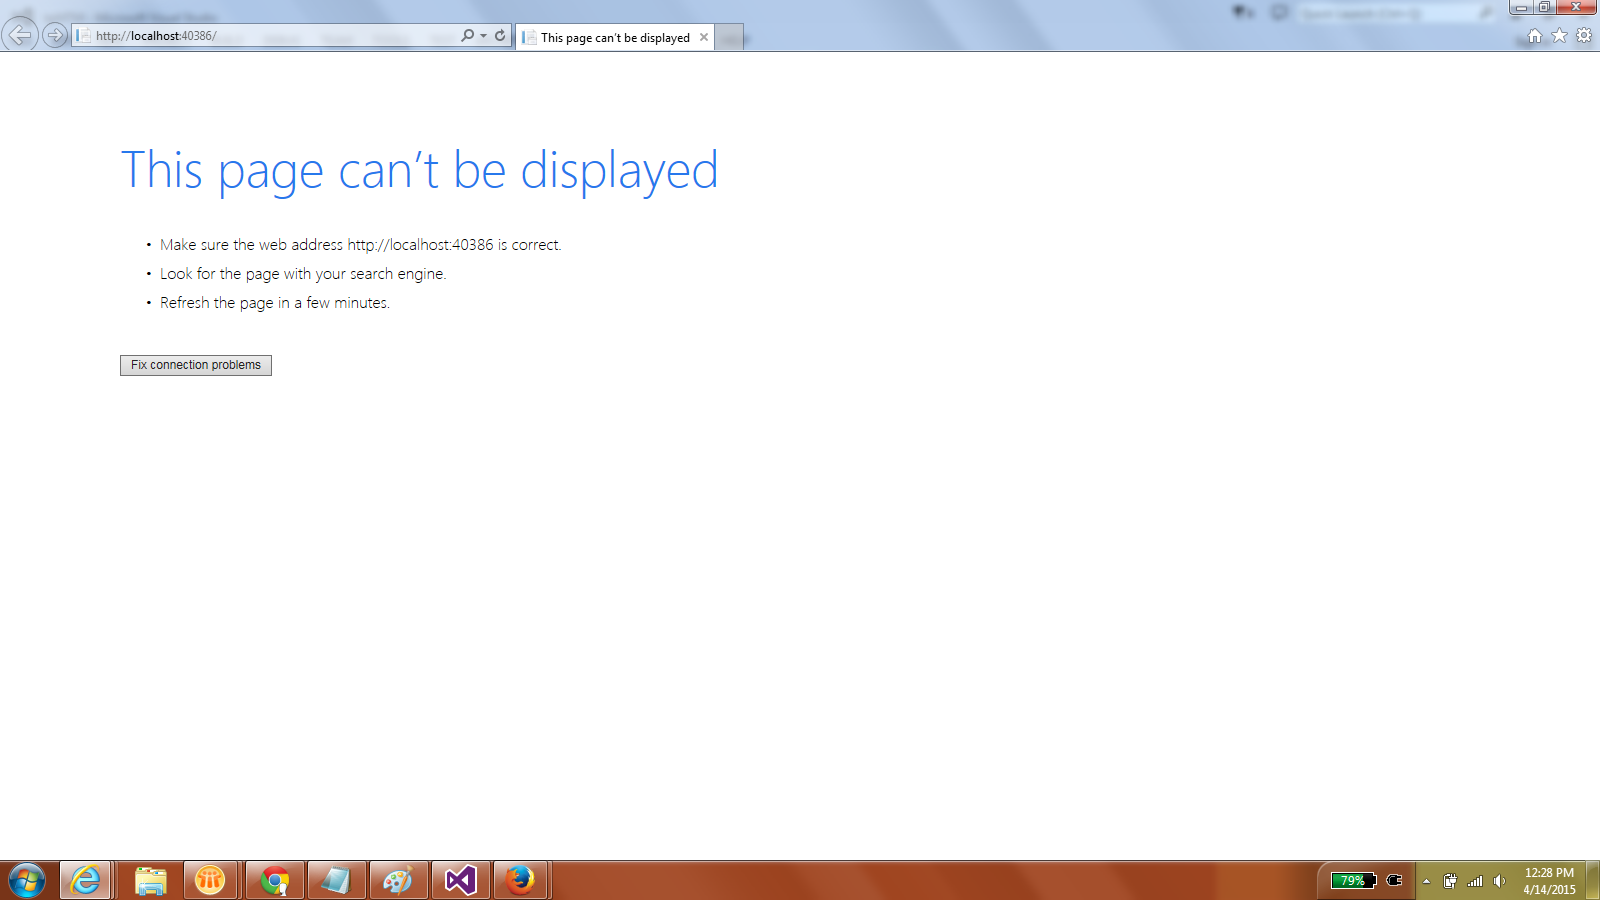 http://localhost:40386/
This page can't be displayed
This page can't be displayed
• Make sure the web address http://localhost:40386 is correct.
• Look for the page with your search engine.
• Refresh the page in a few minutes.
Fix connection problems
79%
12:28 PM
4/14/2015